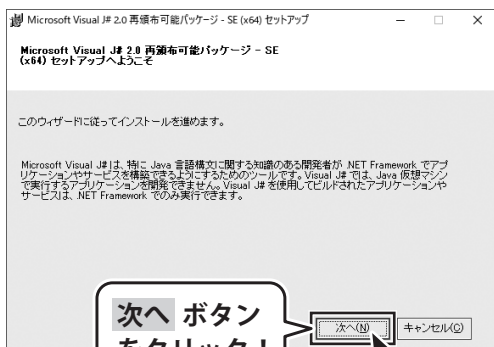 Microsoft Visual J# 2.0 再頒布可能パッケージ - SE (x64) セットアップ
Microsoft Visual J# 2.0 再頒布可能パッケージ - SE
(x64) セットアップへようこそ
このウィザードに従ってインストールを進めます。
Microsoft Visual J# は、特に Java 言語構文に関する知識のある開発者が .NET Framework でアプ
リケーションやサービスを構築できるようにするためのツールです。Visual J# では、Java 仮想マシン
で実行するアプリケーションを開発できません。Visual J# を使用してビルドされたアプリケーションや
サービスは、.NET Framework でのみ実行できます。
次へ ボタン
をクリック!
次へ(N)
キャンセル(C)